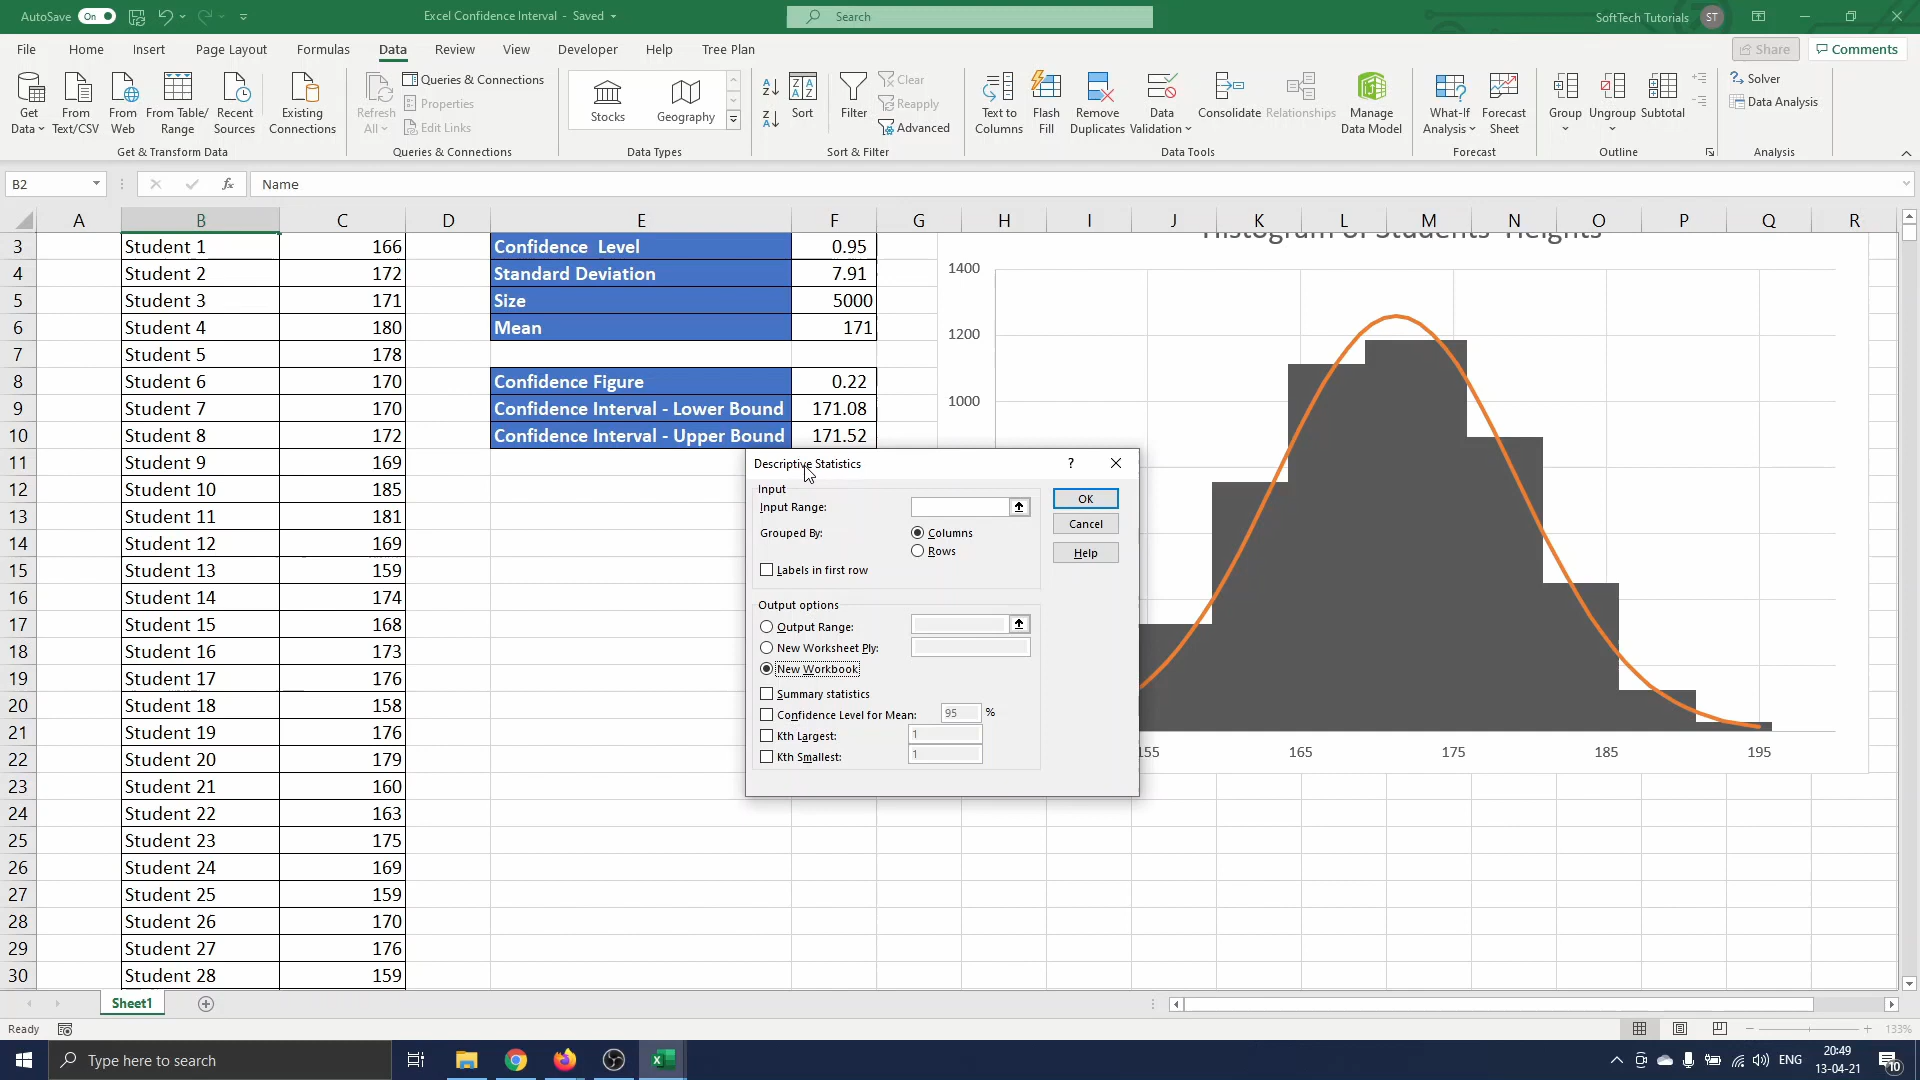 AutoSave On Excel Confidence Interval - Saved Search SoftTech Tutorials ST
File Home Insert Page Layout Formulas Data Review View Developer Help Tree Plan Share Comments
Get Data
From Text/CSV
From Web
From Table/ Range
Recent Sources
Existing Connections
Get & Transform Data
Refresh All
Queries & Connections
Properties
Edit Links
Queries & Connections
Stocks
Geography
Data Types
Sort
Filter
Clear
Reapply
Advanced
Sort & Filter
Text to Columns
Flash Fill
Remove Duplicates
Data Validation
Consolidate
Relationships
Manage Data Model
Data Tools
What-If Analysis
Forecast Sheet
Forecast
Group
Ungroup
Subtotal
Outline
Solver
Data Analysis
Analysis
B2 fx Name
A B C D E F G H I J K L M N O P Q R
3 Student 1 166 Confidence Level 0.95
4 Student 2 172 Standard Deviation 7.91
5 Student 3 171 Size 5000
6 Student 4 180 Mean 171
7 Student 5 178
8 Student 6 170 Confidence Figure 0.22
9 Student 7 170 Confidence Interval - Lower Bound 171.08
10 Student 8 172 Confidence Interval - Upper Bound 171.52
11 Student 9 169
12 Student 10 185
13 Student 11 181
14 Student 12 169
15 Student 13 159
16 Student 14 174
17 Student 15 168
18 Student 16 173
19 Student 17 176
20 Student 18 158
21 Student 19 176
22 Student 20 179
23 Student 21 160
24 Student 22 163
25 Student 23 175
26 Student 24 169
27 Student 25 159
28 Student 26 170
29 Student 27 176
30 Student 28 159
Histogram of Students' Heights
1400
1200
1000
155 165 175 185 195
Descriptive Statistics ?
Input
Input Range: OK
Grouped By: Columns Cancel
Rows Help
Labels in first row
Output options
Output Range:
New Worksheet Ply:
New Workbook
Summary statistics
Confidence Level for Mean: 95 %
Kth Largest: 1
Kth Smallest: 1
Sheet1
Ready 133%
Type here to search ENG 20:49
13-04-21 10